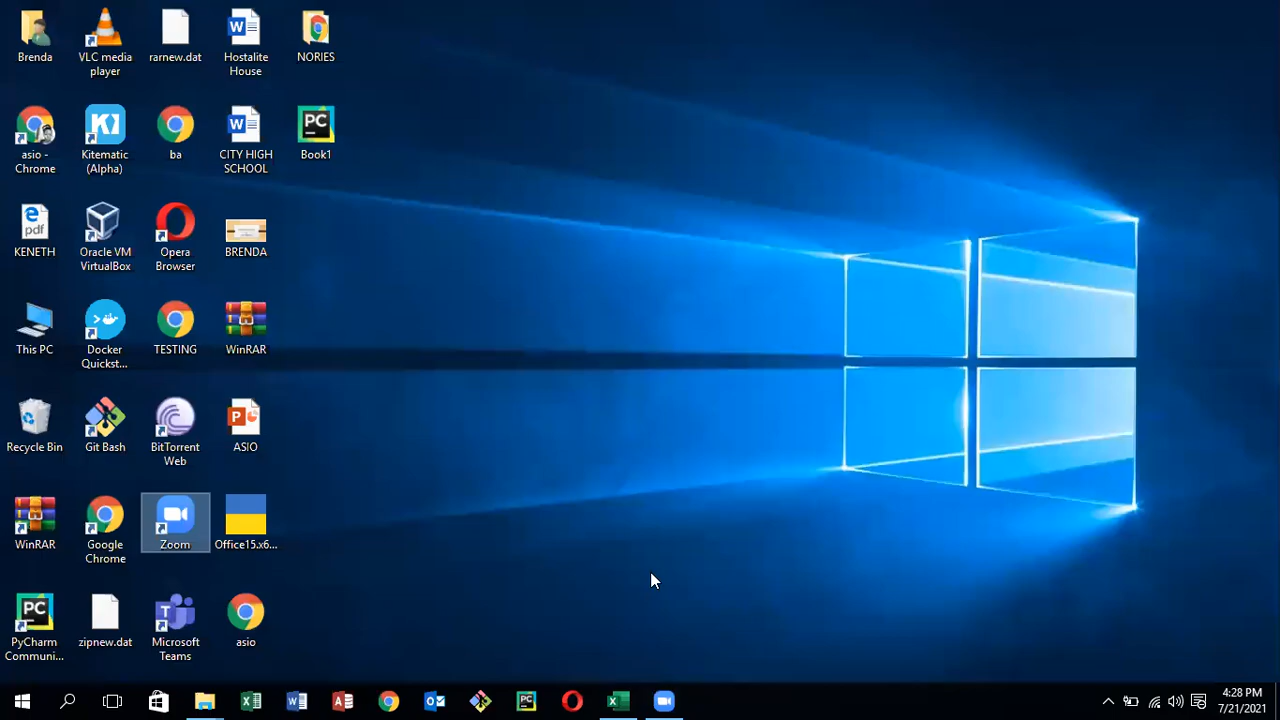 Brenda
VLC media
player
rarnew.dat
Hostalite
House
NORIES
asio -
Chrome
Kitematic
(Alpha)
ba
CITY HIGH
SCHOOL
PC
Book1
pdf
KENETH
Oracle VM
VirtualBox
Opera
Browser
BRENDA
This PC
Docker
Quickst...
TESTING
WinRAR
Recycle Bin
Git Bash
BitTorrent
Web
ASIO
WinRAR
Google
Chrome
Zoom
Office15.x6...
PC
PyCharm
Communi...
zipnew.dat
Microsoft
Teams
asio
4:28 PM
7/21/2021